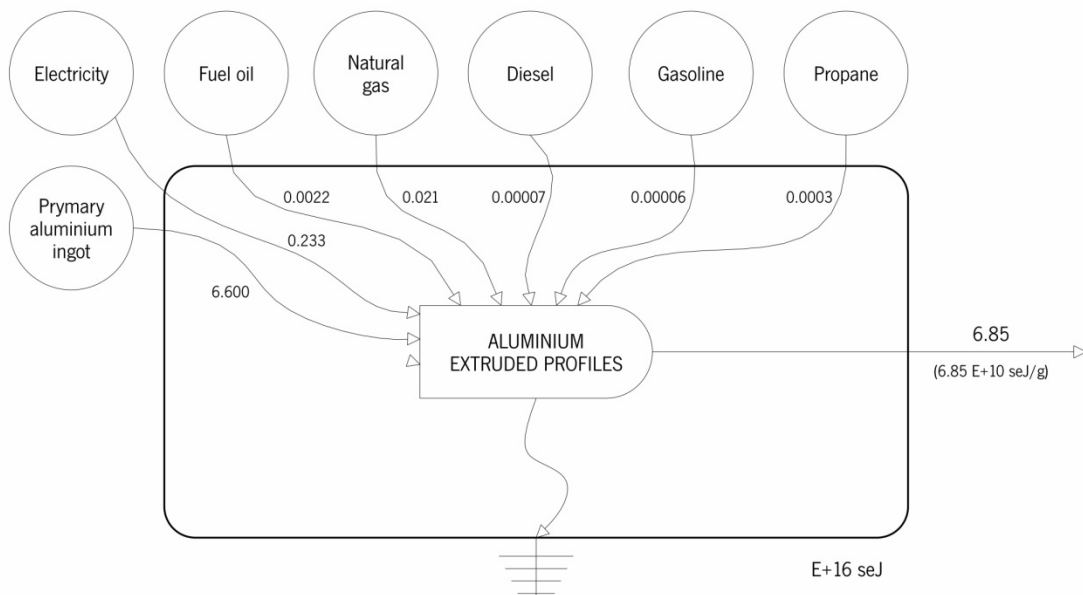 Electricity
Fuel oil
Natural
gas
Diesel
Gasoline
Propane
Prymary
aluminium
ingot
0.0022
0.021
0.00007
0.00006
0.0003
0.233
6.600
ALUMINIUM
EXTRUDED PROFILES
6.85
(6.85 E+10 seJ/g)
E+16 seJ